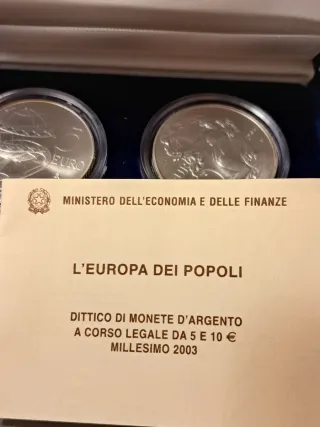 5
EURO
MINISTERO DELL'ECONOMIA E DELLE FINANZE
L'EUROPA DEI POPOLI
DITTICO DI MONETE D'ARGENTO
A CORSO LEGALE DA 5 E 10 €
MILLESIMO 2003